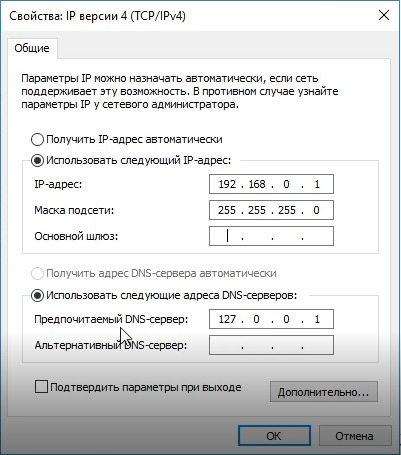 Свойства: IP версии 4 (TCP/IPv4)
Общие
Параметры IP можно назначать автоматически, если сеть
поддерживает эту возможность. В противном случае узнайте
параметры IP у сетевого администратора.
Получить IP-адрес автоматически
Использовать следующий IP-адрес:
IP-адрес: 192 . 168 . 0 . 1
Маска подсети: 255 . 255 . 255 . 0
Основной шлюз: . . .
Получить адрес DNS-сервера автоматически
Использовать следующие адреса DNS-серверов:
Предпочитаемый DNS-сервер: 127 . 0 . 0 . 1
Альтернативный DNS-сервер: . . .
Подтвердить параметры при выходе
Дополнительно...
OK Отмена